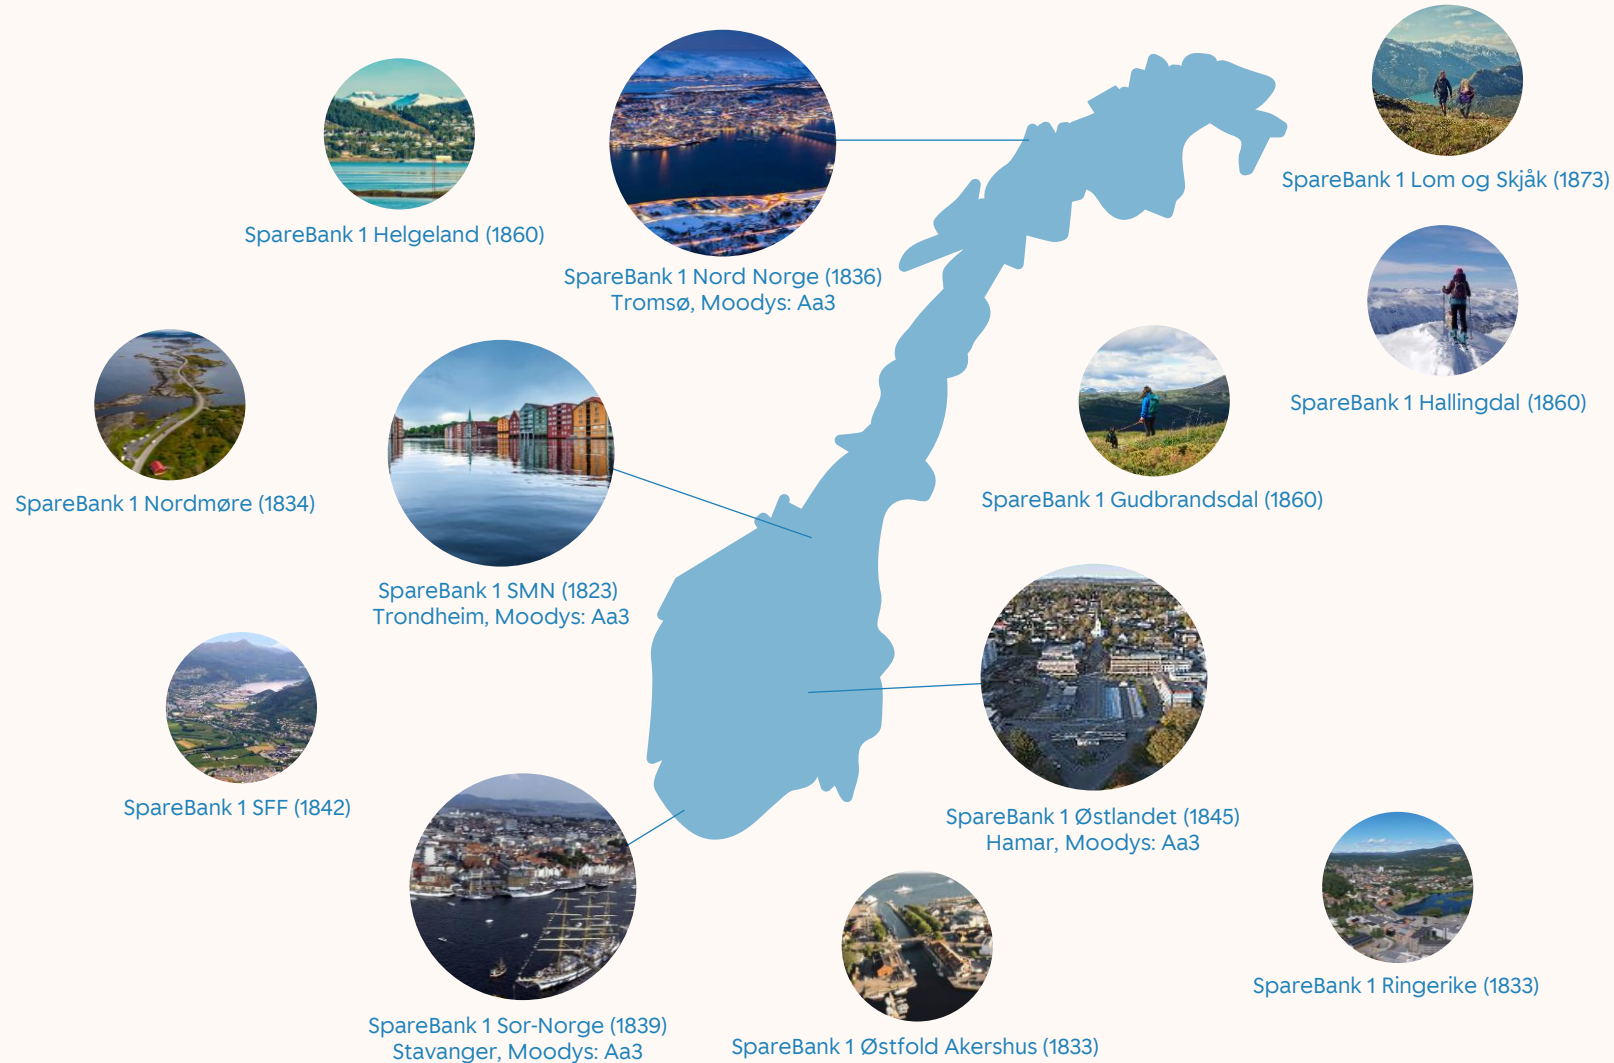 SpareBank 1 Lom og Skjåk (1873)
SpareBank 1 Helgeland (1860)
SpareBank 1 Nord Norge (1836)
Tromsø, Moodys: Aa3
SpareBank 1 Hallingdal (1860)
SpareBank 1 Nordmøre (1834)
SpareBank 1 Gudbrandsdal (1860)
SpareBank 1 SMN (1823)
Trondheim, Moodys: Aa3
SpareBank 1 SFF (1842)
SpareBank 1 Østlandet (1845)
Hamar, Moodys: Aa3
SpareBank 1 Ringerike (1833)
SpareBank 1 Sor-Norge (1839)
Stavanger, Moodys: Aa3
SpareBank 1 Østfold Akershus (1833)